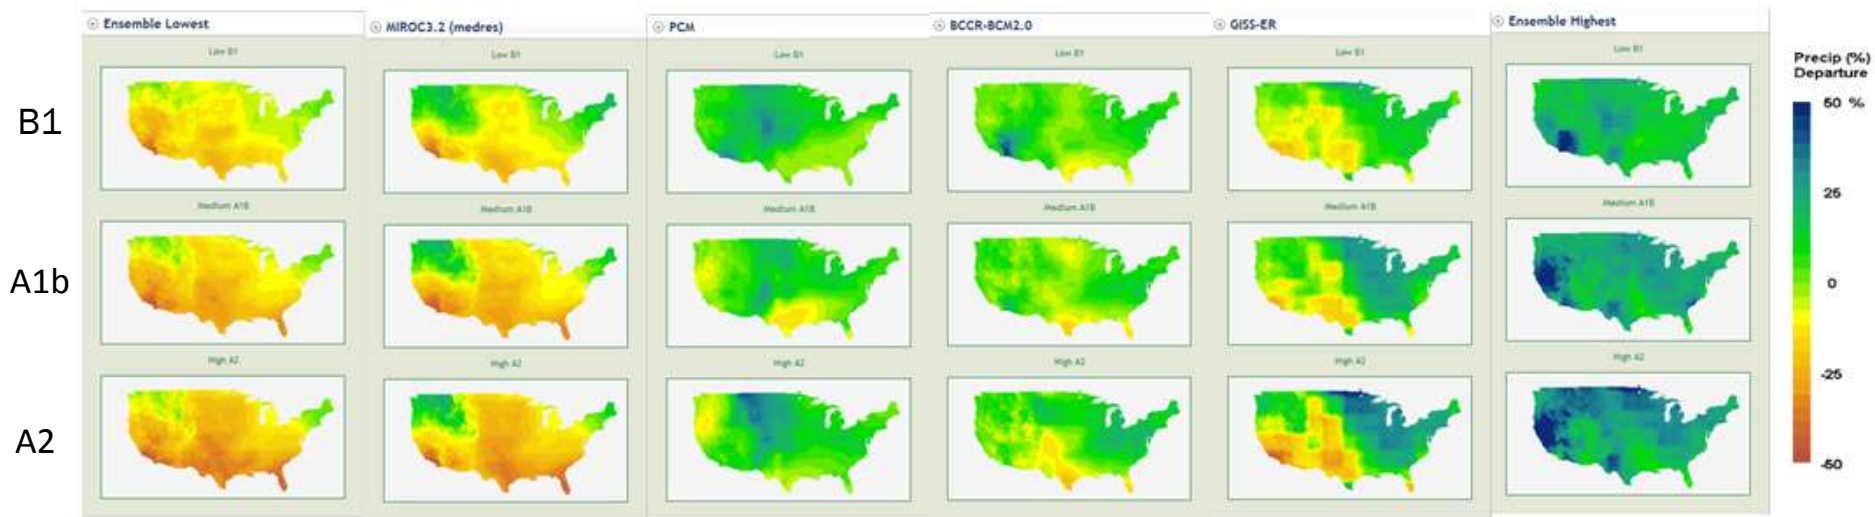 Ensemble Lowest
MIROC3.2 (medres)
PCM
BCCR-BCM2.0
GISS-ER
Ensemble Highest
Precip (%)
Departure
B1
Low B1
Low B1
Low B1
Low B1
Low B1
Low B1
50 %
25
A1b
Medium A1B
Medium A1B
Medium A1B
Medium A1B
Medium A1B
Medium A1B
0
-25
A2
High A2
High A2
High A2
High A2
High A2
High A2
-50